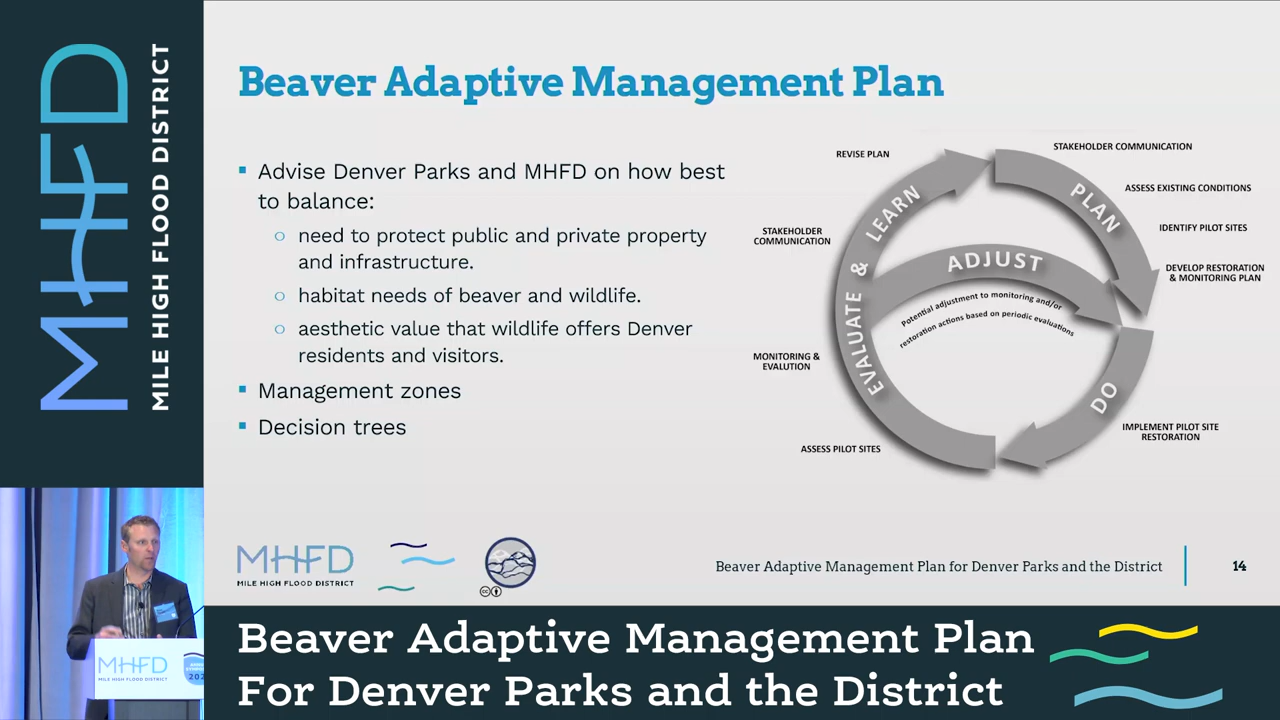 MHFD
MILE HIGH FLOOD DISTRICT
Beaver Adaptive Management Plan
▪ Advise Denver Parks and MHFD on how best
to balance:
○ need to protect public and private property
and infrastructure.
○ habitat needs of beaver and wildlife.
○ aesthetic value that wildlife offers Denver
residents and visitors.
▪ Management zones
▪ Decision trees
REVISE PLAN
STAKEHOLDER COMMUNICATION
ASSESS EXISTING CONDITIONS
IDENTIFY PILOT SITES
DEVELOP RESTORATION
& MONITORING PLAN
STAKEHOLDER
COMMUNICATION
PLAN
ADJUST
Potential adjustment to monitoring and/or
restoration actions based on periodic evaluations
EVALUATE & LEARN
DO
MONITORING &
EVALUTION
IMPLEMENT PILOT SITE
RESTORATION
ASSESS PILOT SITES
MHFD
MILE HIGH FLOOD DISTRICT
cc
Beaver Adaptive Management Plan for Denver Parks and the District
14
MHFD
MILE HIGH FLOOD DISTRICT
Beaver Adaptive Management Plan
For Denver Parks and the District